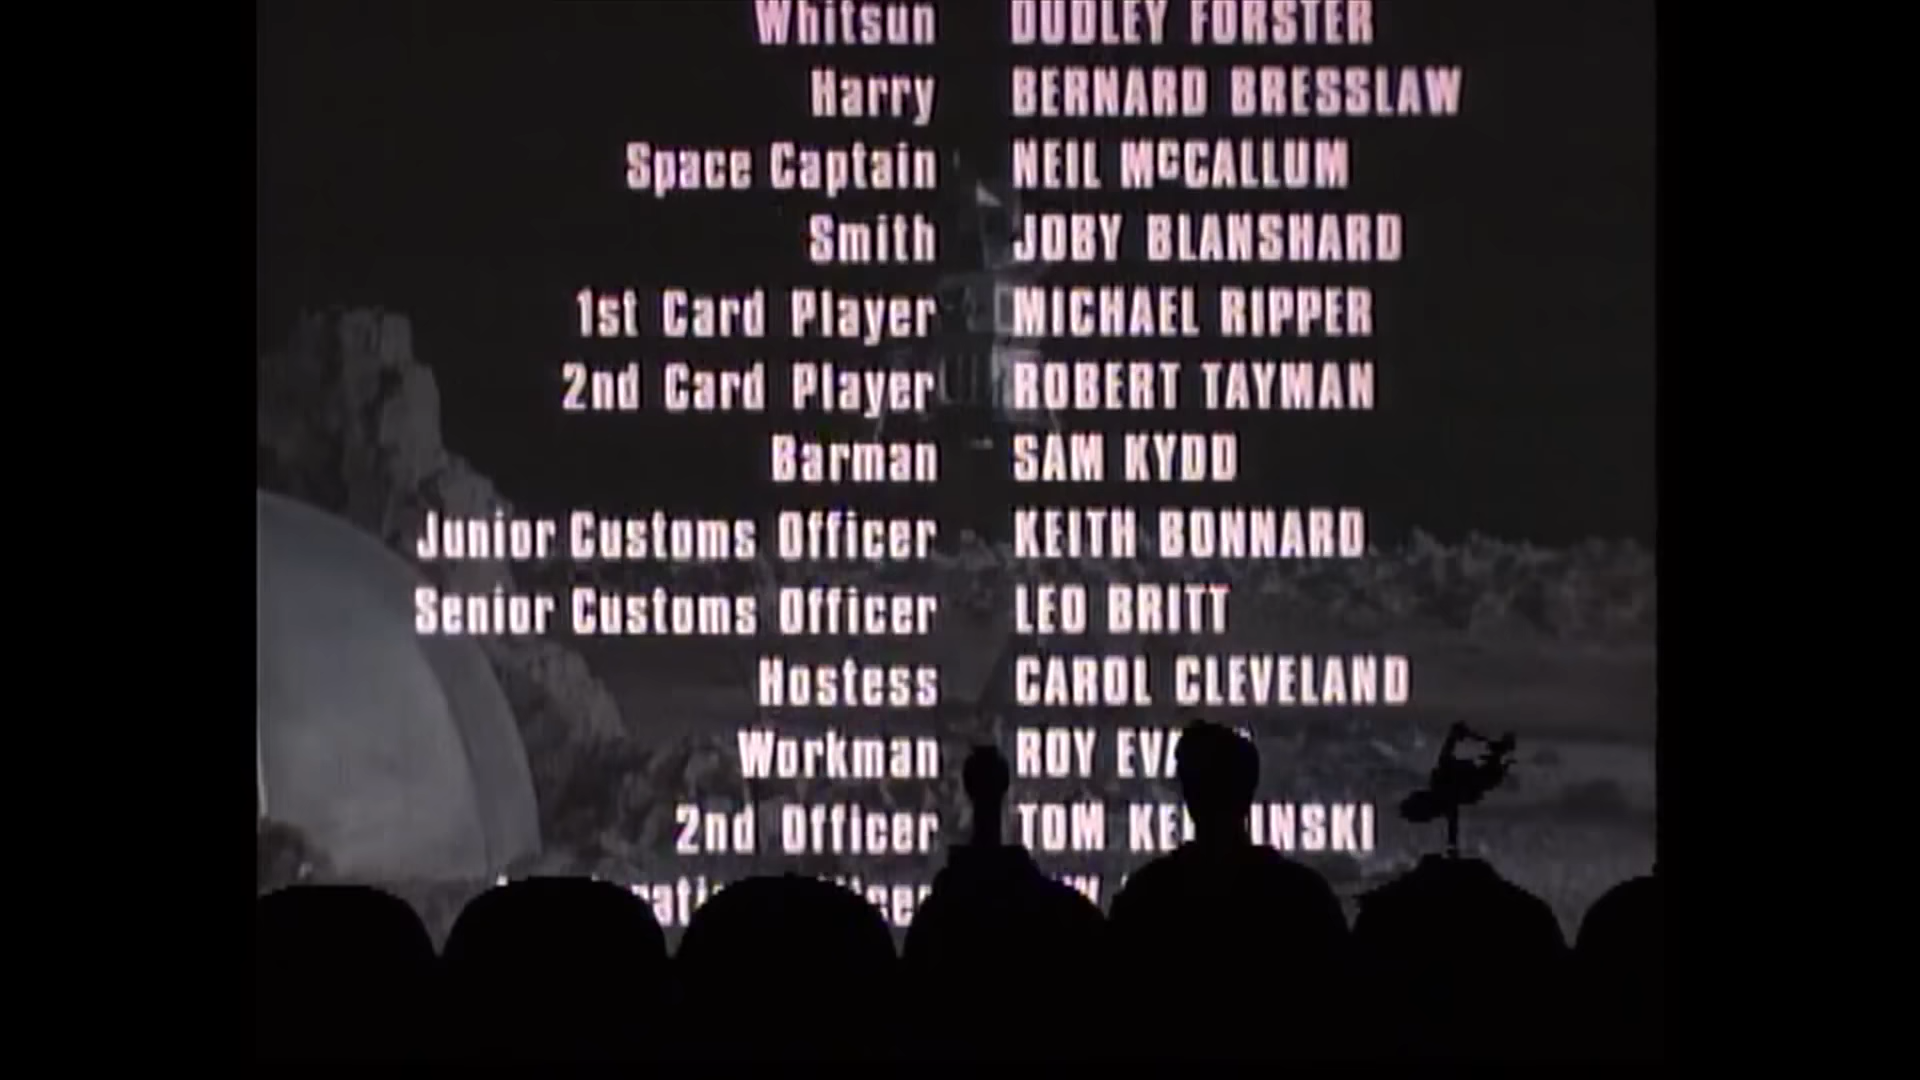 Whitsun DUDLEY FORSTER
Harry BERNARD BRESSLAW
Space Captain NEIL McCALLUM
Smith JOBY BLANSHARD
1st Card Player MICHAEL RIPPER
2nd Card Player ROBERT TAYMAN
Barman SAM KYDD
Junior Customs Officer KEITH BONNARD
Senior Customs Officer LEO BRITT
Hostess CAROL CLEVELAND
Workman ROY
2nd Officer TOM